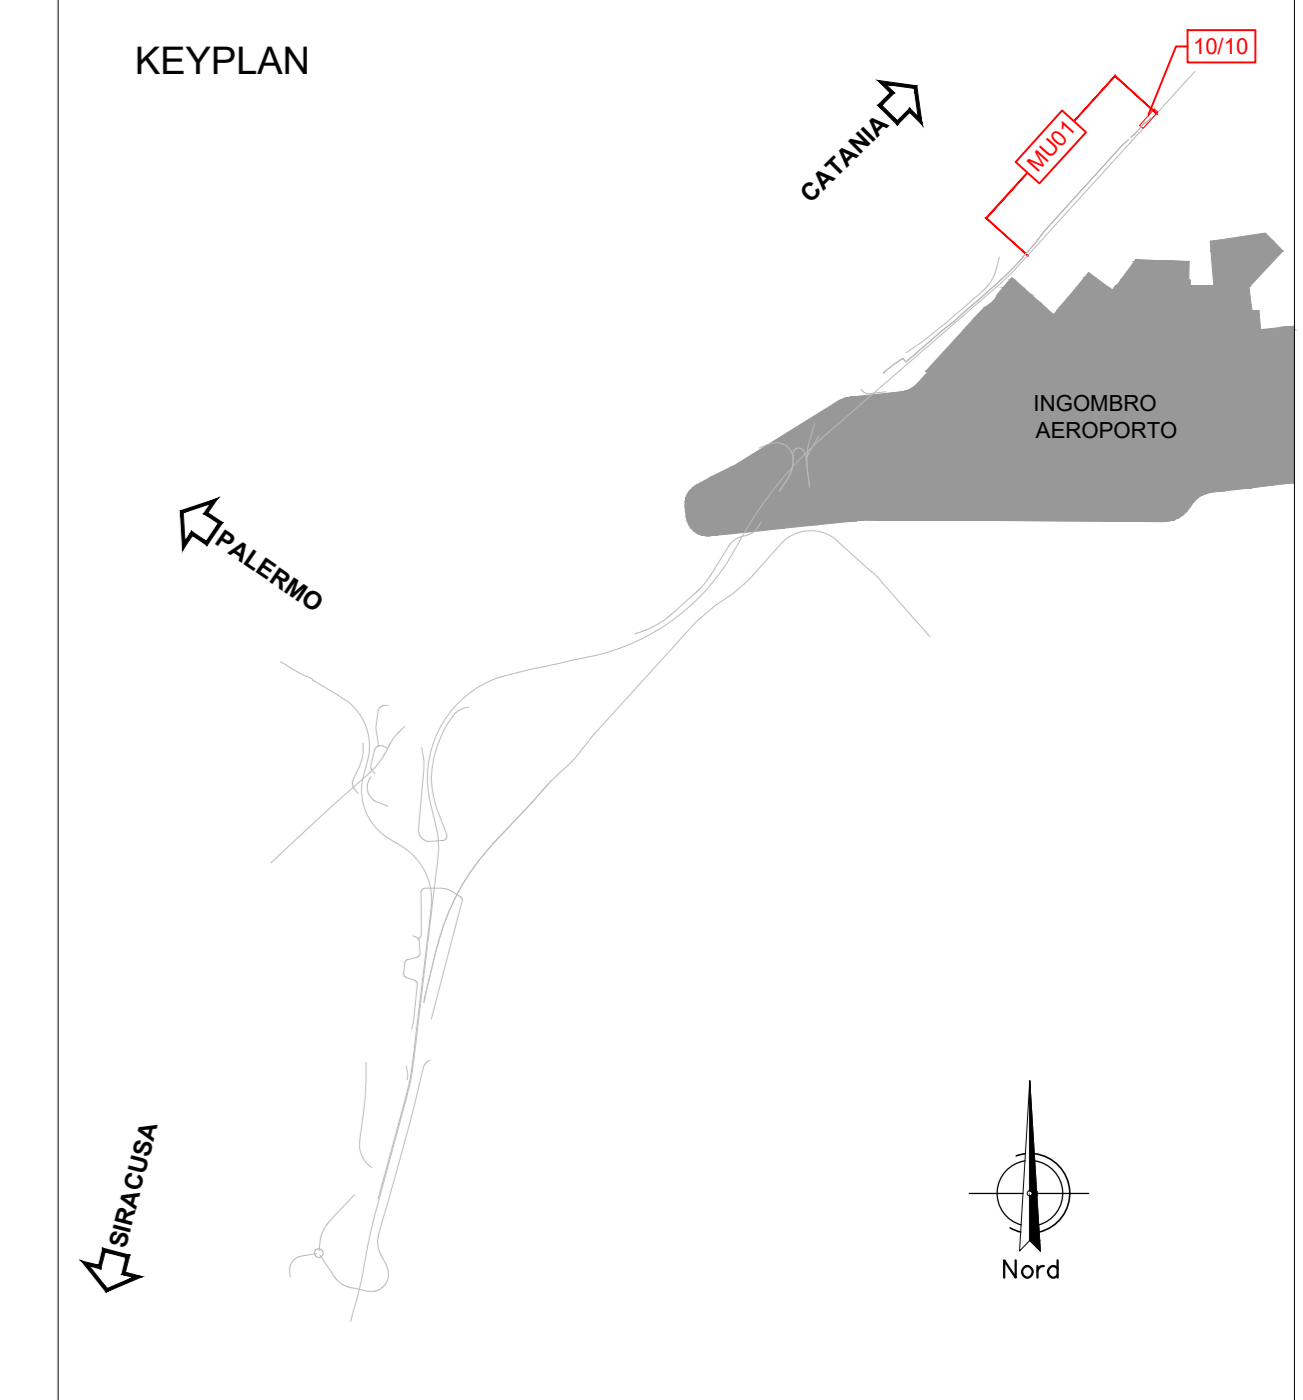 KEYPLAN
10/10
CATANIA
MU01
INGOMBRO
AEROPORTO
PALERMO
SIRACUSA
Nord